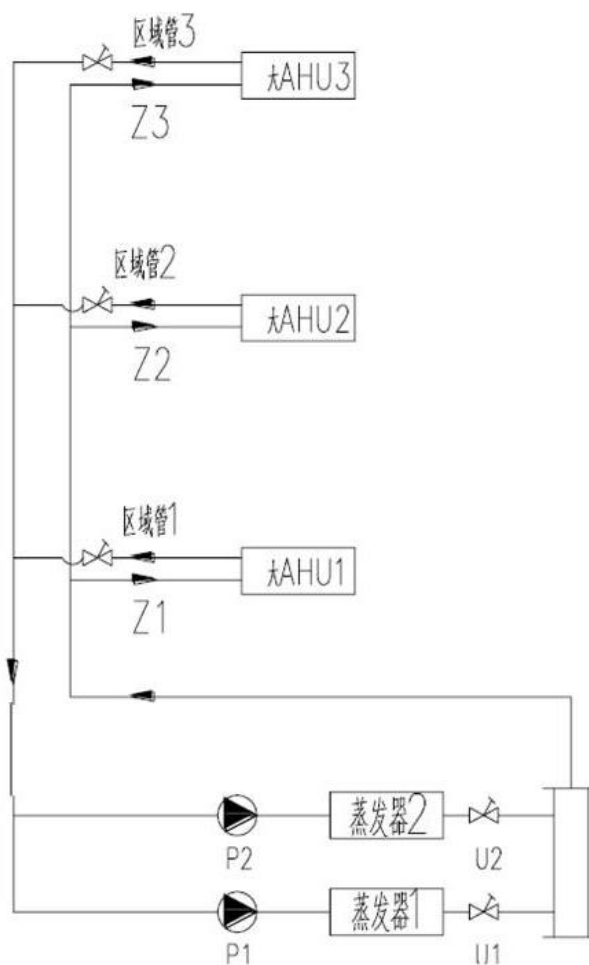 区域管3
大AHU3
Z3
区域管2
大AHU2
Z2
区域管1
大AHU1
Z1
蒸发器2
P2
U2
蒸发器1
P1
U1